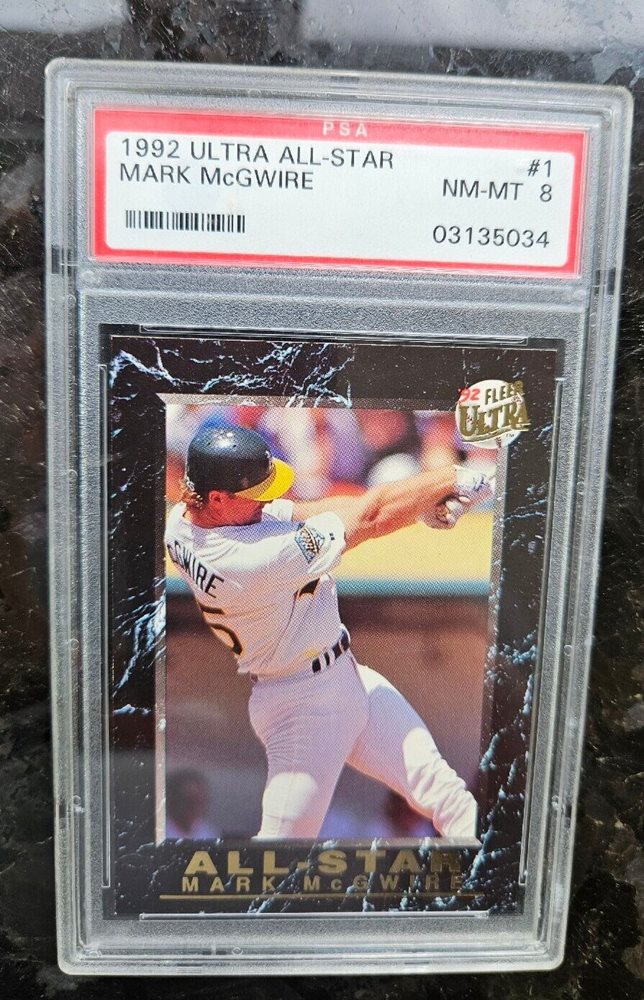 PSA
1992 ULTRA ALL-STAR #1
MARK McGWIRE NM-MT 8
03135034
'92 FLEER
ULTRA
TM
CGWIRE
ALL-STAR
MARK McGWIRE